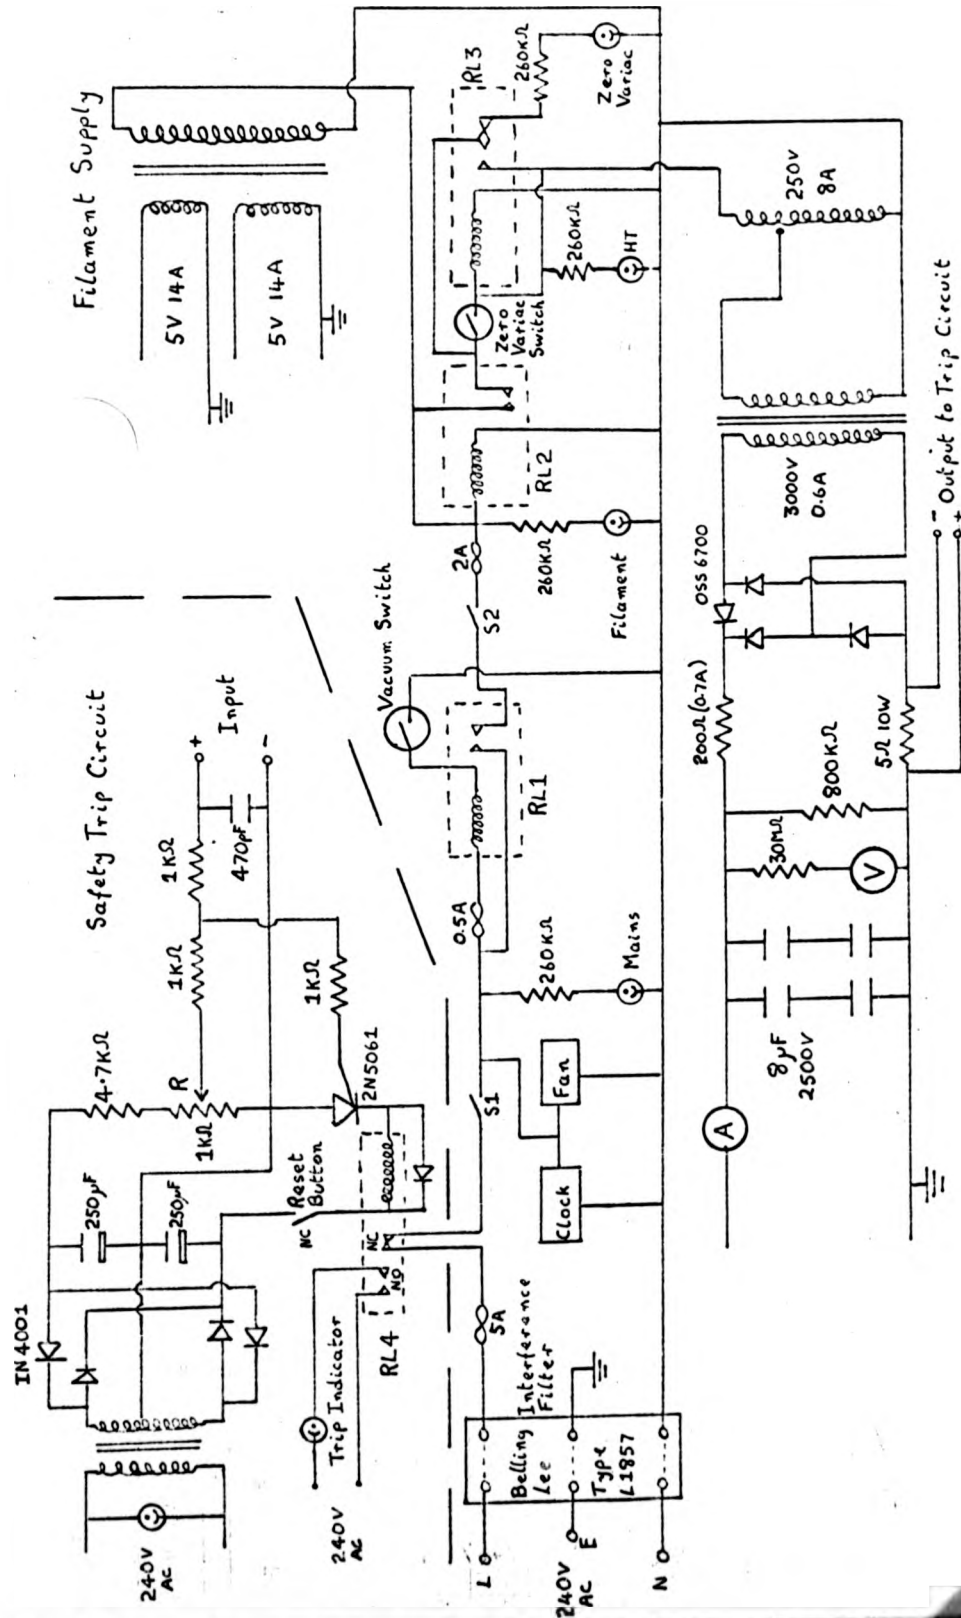 Filament Supply
5V 14A
5V 14A
RL3
260KΩ
Zero
Variac
Zero
Variac
Switch
260KΩ
HT
RL2
2A
260KΩ
Filament
S2
Vacuum Switch
RL1
0.5A
260KΩ
Mains
S1
Fan
Clock
Safety Trip Circuit
Input
+
-
470pF
1KΩ
1KΩ
1KΩ
4.7KΩ
R
1KΩ
2N5061
250µF
250µF
Reset
Button
NC
NC
NO
RL4
IN4001
Trip Indicator
240V
AC
240V
AC
5A
Interference
Filter
Belling
Lee
Type
L1857
L
E
N
240V
AC
250V
8A
3000V
0.6A
OSS 6700
200Ω(0.7A)
5Ω 10W
800KΩ
30MΩ
V
8µF
2500V
A
- Output to Trip Circuit
+